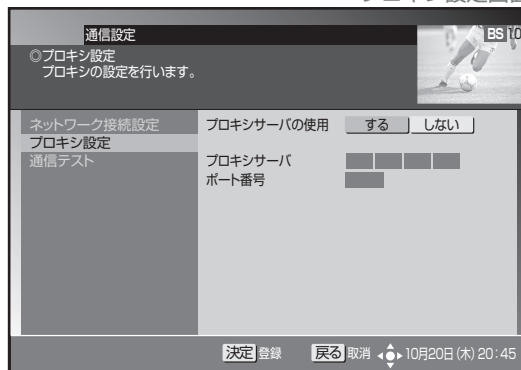 通信設定
BS
◎プロキシ設定
プロキシの設定を行います。
ネットワーク接続設定
プロキシ設定
通信テスト
プロキシサーバの使用 する しない
プロキシサーバ
ポート番号
決定 登録 戻る 取消 10月20日(木) 20:45